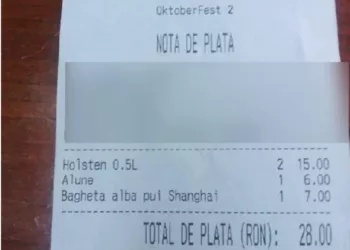 OktoberFest 2
NOTA DE PLATA
Holsten 0.5L 2 15.00
Alune 1 6.00
Bagheta alba pui Shanghai 1 7.00
TOTAL DE PLATA (RON): 28.00